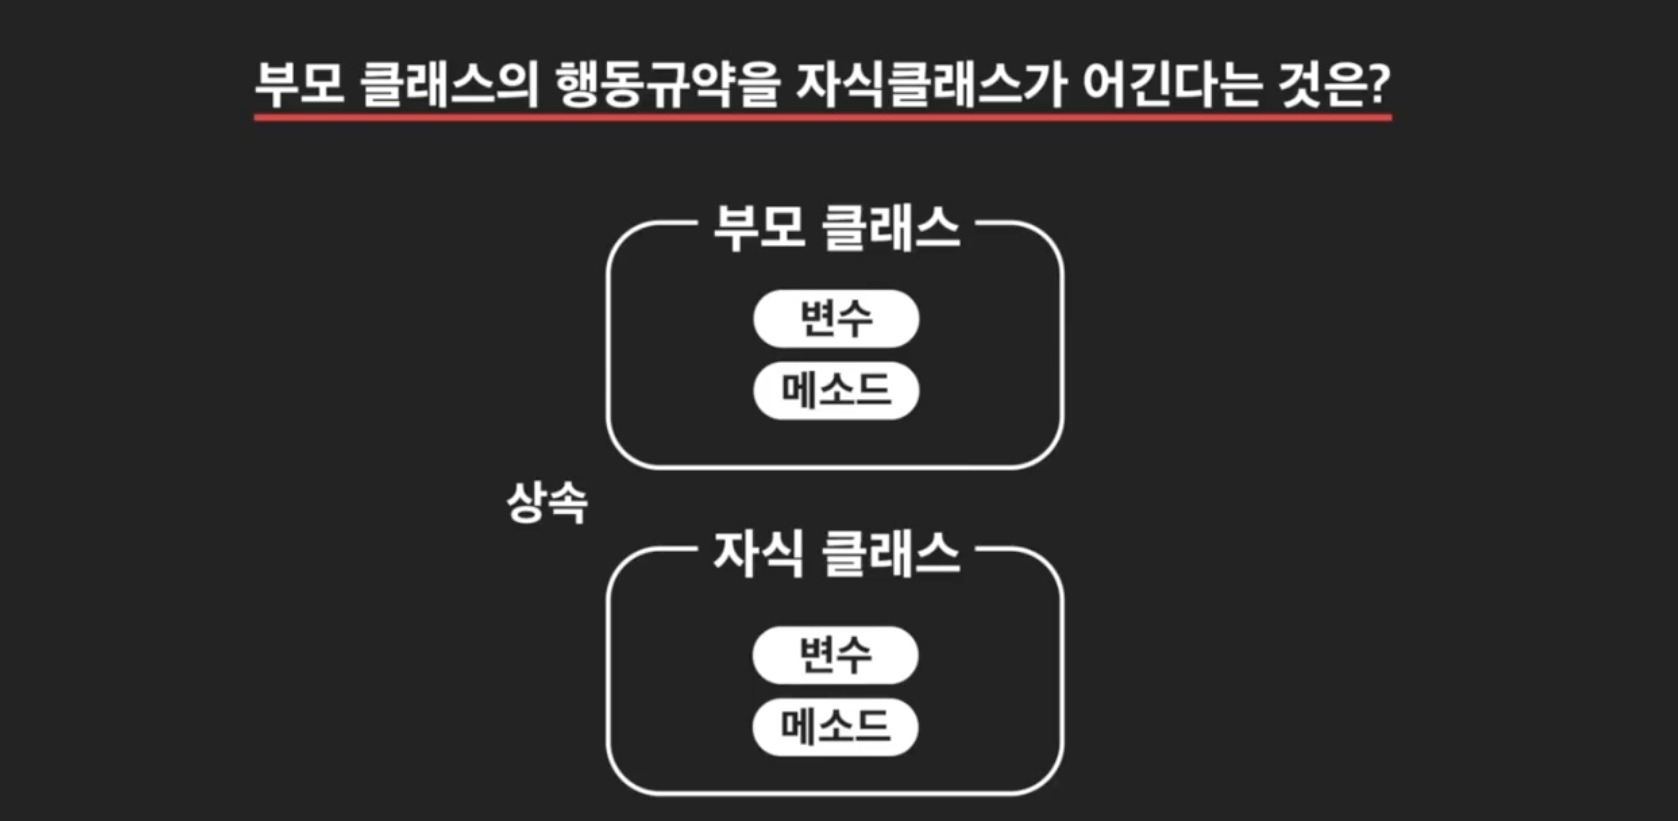 부모 클래스의 행동규약을 자식클래스가 어긴다는 것은?
부모 클래스
변수
메소드
상속
자식 클래스
변수
메소드